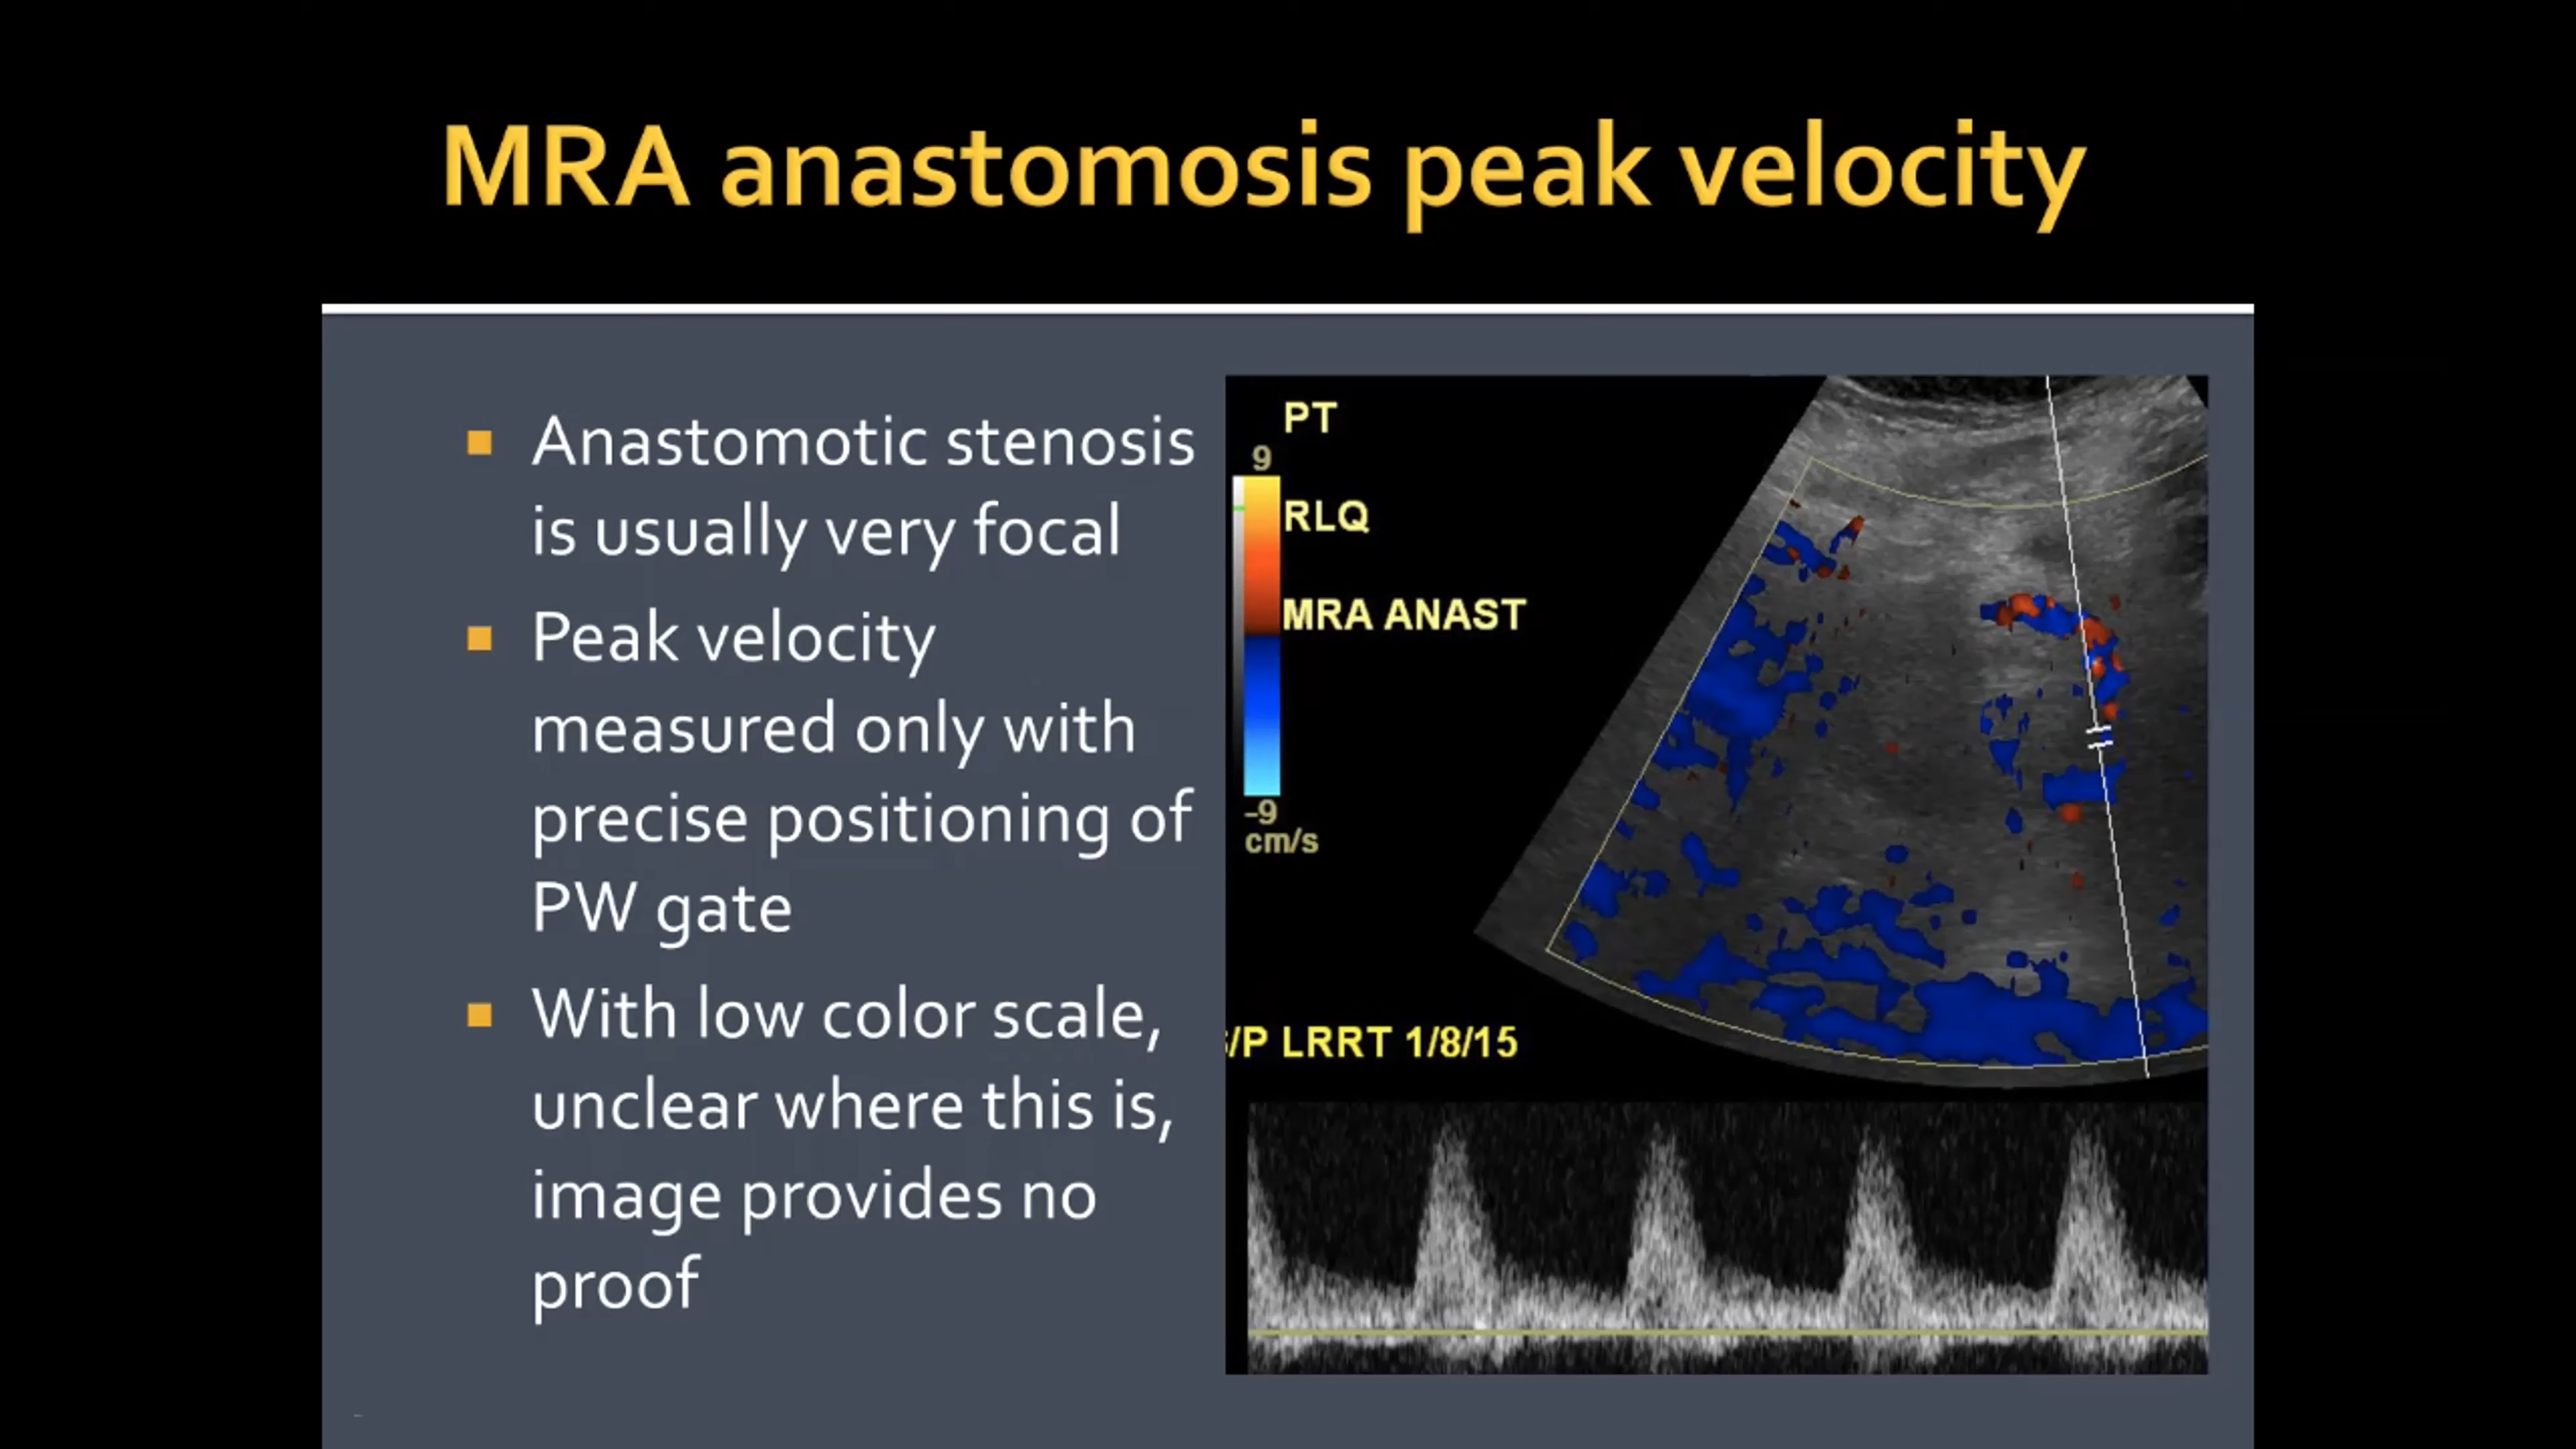 MRA anastomosis peak velocity
Anastomotic stenosis
is usually very focal
Peak velocity
measured only with
precise positioning of
PW gate
With low color scale,
unclear where this is,
image provides no
proof
PT
9
RLQ
MRA ANAST
-9
cm/s
/P LRRT 1/8/15